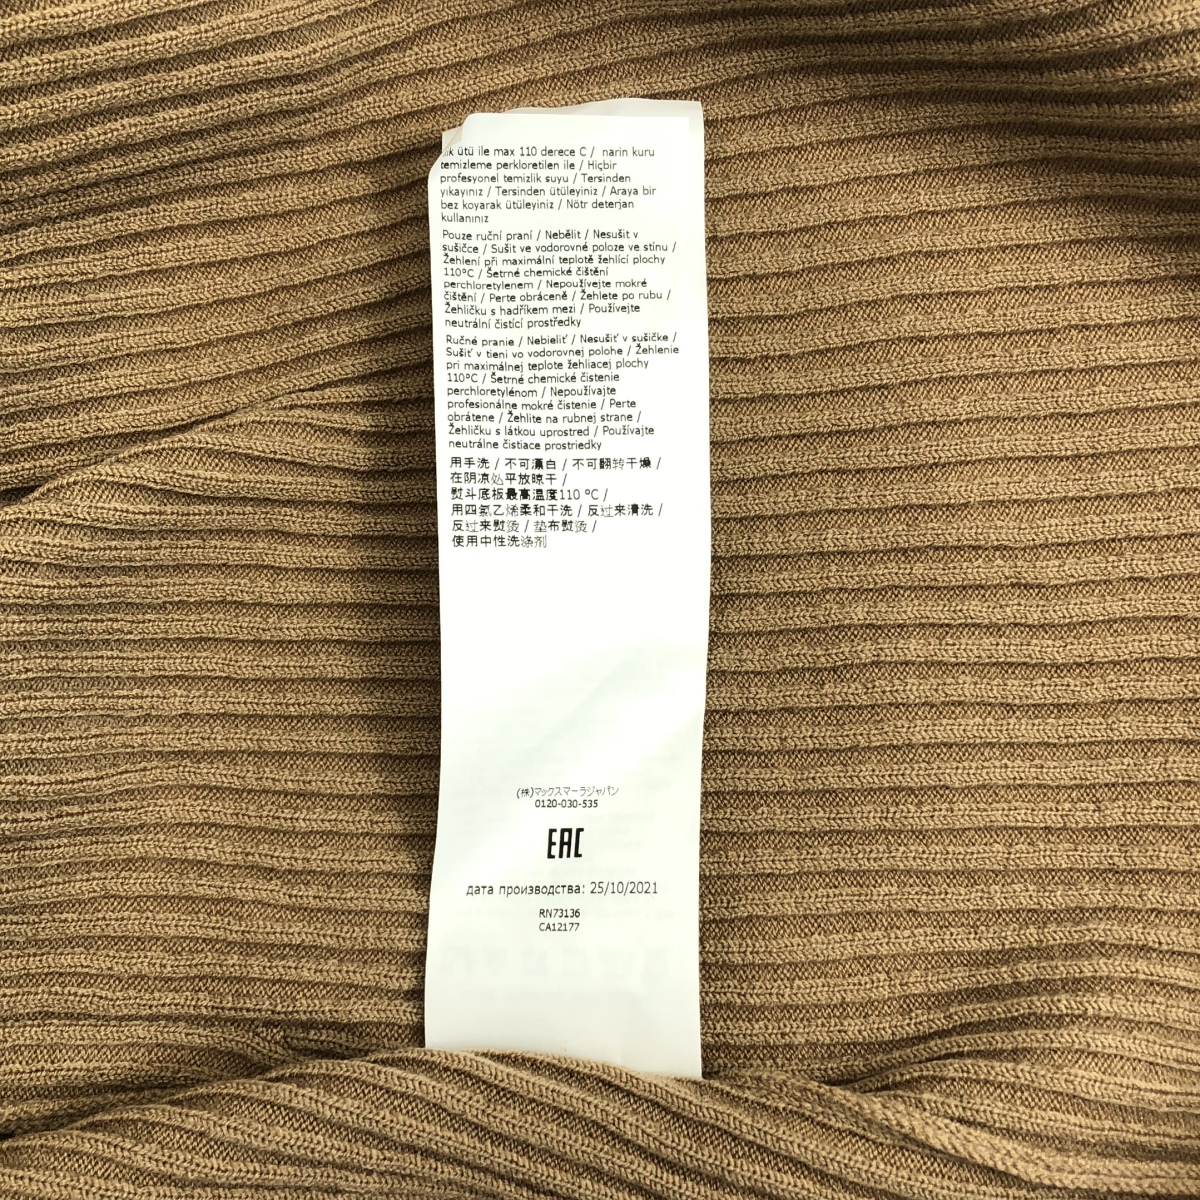 ık ütü ile max 110 derece C / narin kuru
temizleme perkloretilen ile / Hiçbir
profesyonel temizlik suyu / Tersinden
yıkayınız / Tersinden ütüleyiniz / Araya bir
bez koyarak ütüleyiniz / Nötr deterjan
kullanınız
Pouze ruční praní / Nebělit / Nesušit v
sušičce / Sušit ve vodorovné poloze ve stínu /
Žehlení při maximální teplotě žehlící plochy
110°C / Šetrné chemické čištění
perchloretylenem / Nepoužívejte mokré
čištění / Perte obráceně / Žehlete po rubu /
Žehličku s hadříkem mezi / Používejte
neutrální čistící prostředky
Ručné pranie / Nebieliť / Nesušiť v sušičke /
Sušiť v tieni vo vodorovnej polohe / Žehlenie
pri maximálnej teplote žehliacej plochy
110°C / Šetrné chemické čistenie
perchloretylénom / Nepoužívajte
profesionálne mokré čistenie / Perte
obrátene / Žehlite na rubnej strane /
Žehličku s látkou uprostred / Používajte
neutrálne čistiace prostriedky
用手洗 / 不可漂白 / 不可翻转干燥 /
在阴凉处平放晾干 /
熨斗底板最高温度110 °C /
用四氯乙烯柔和干洗 / 反过来清洗 /
反过来熨烫 / 垫布熨烫 /
使用中性洗涤剂
(株)マックスマーラジャパン
0120-030-535
EAC
дата производства: 25/10/2021
RN73136
CA12177